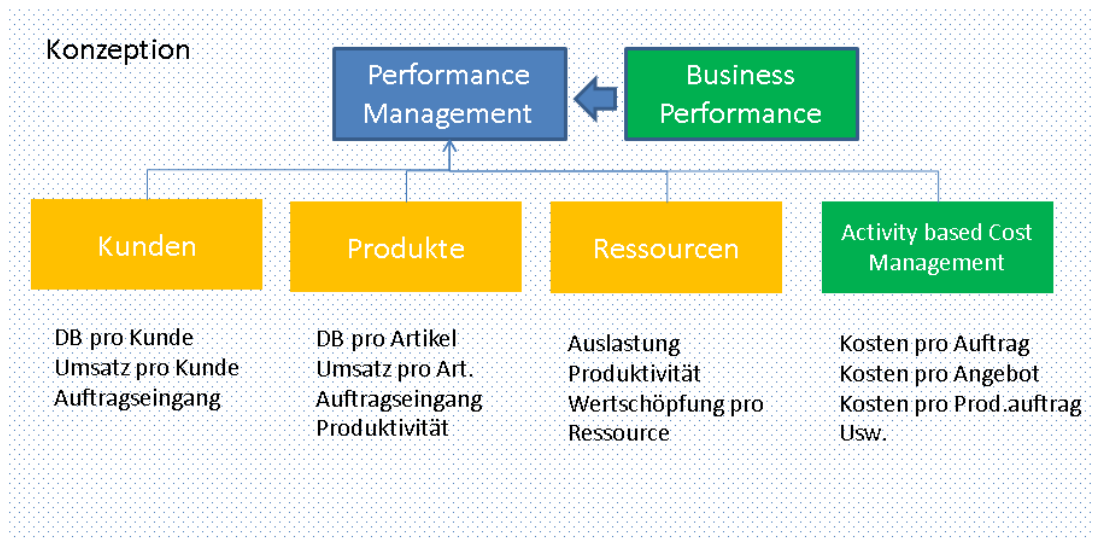 Konzeption
Performance
Management
Business
Performance
Kunden
Produkte
Ressourcen
Activity based Cost
Management
DB pro Kunde
Umsatz pro Kunde
Auftragseingang
DB pro Artikel
Umsatz pro Art.
Auftragseingang
Produktivität
Auslastung
Produktivität
Wertschöpfung pro
Ressource
Kosten pro Auftrag
Kosten pro Angebot
Kosten pro Prod.auftrag
Usw.